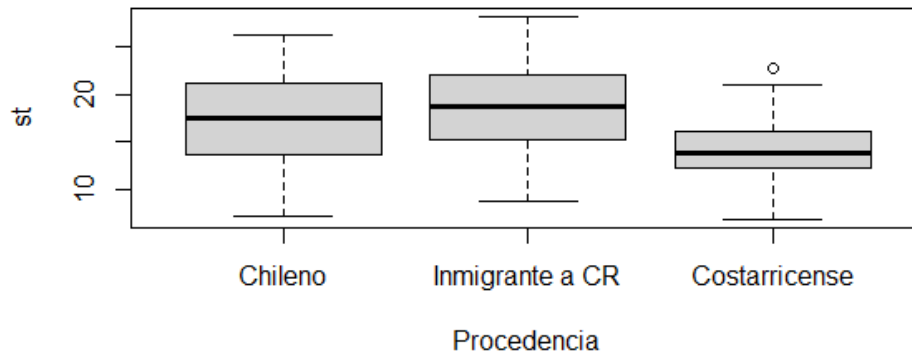 st
20
10
Chileno
Inmigrante a CR
Costarricense
Procedencia